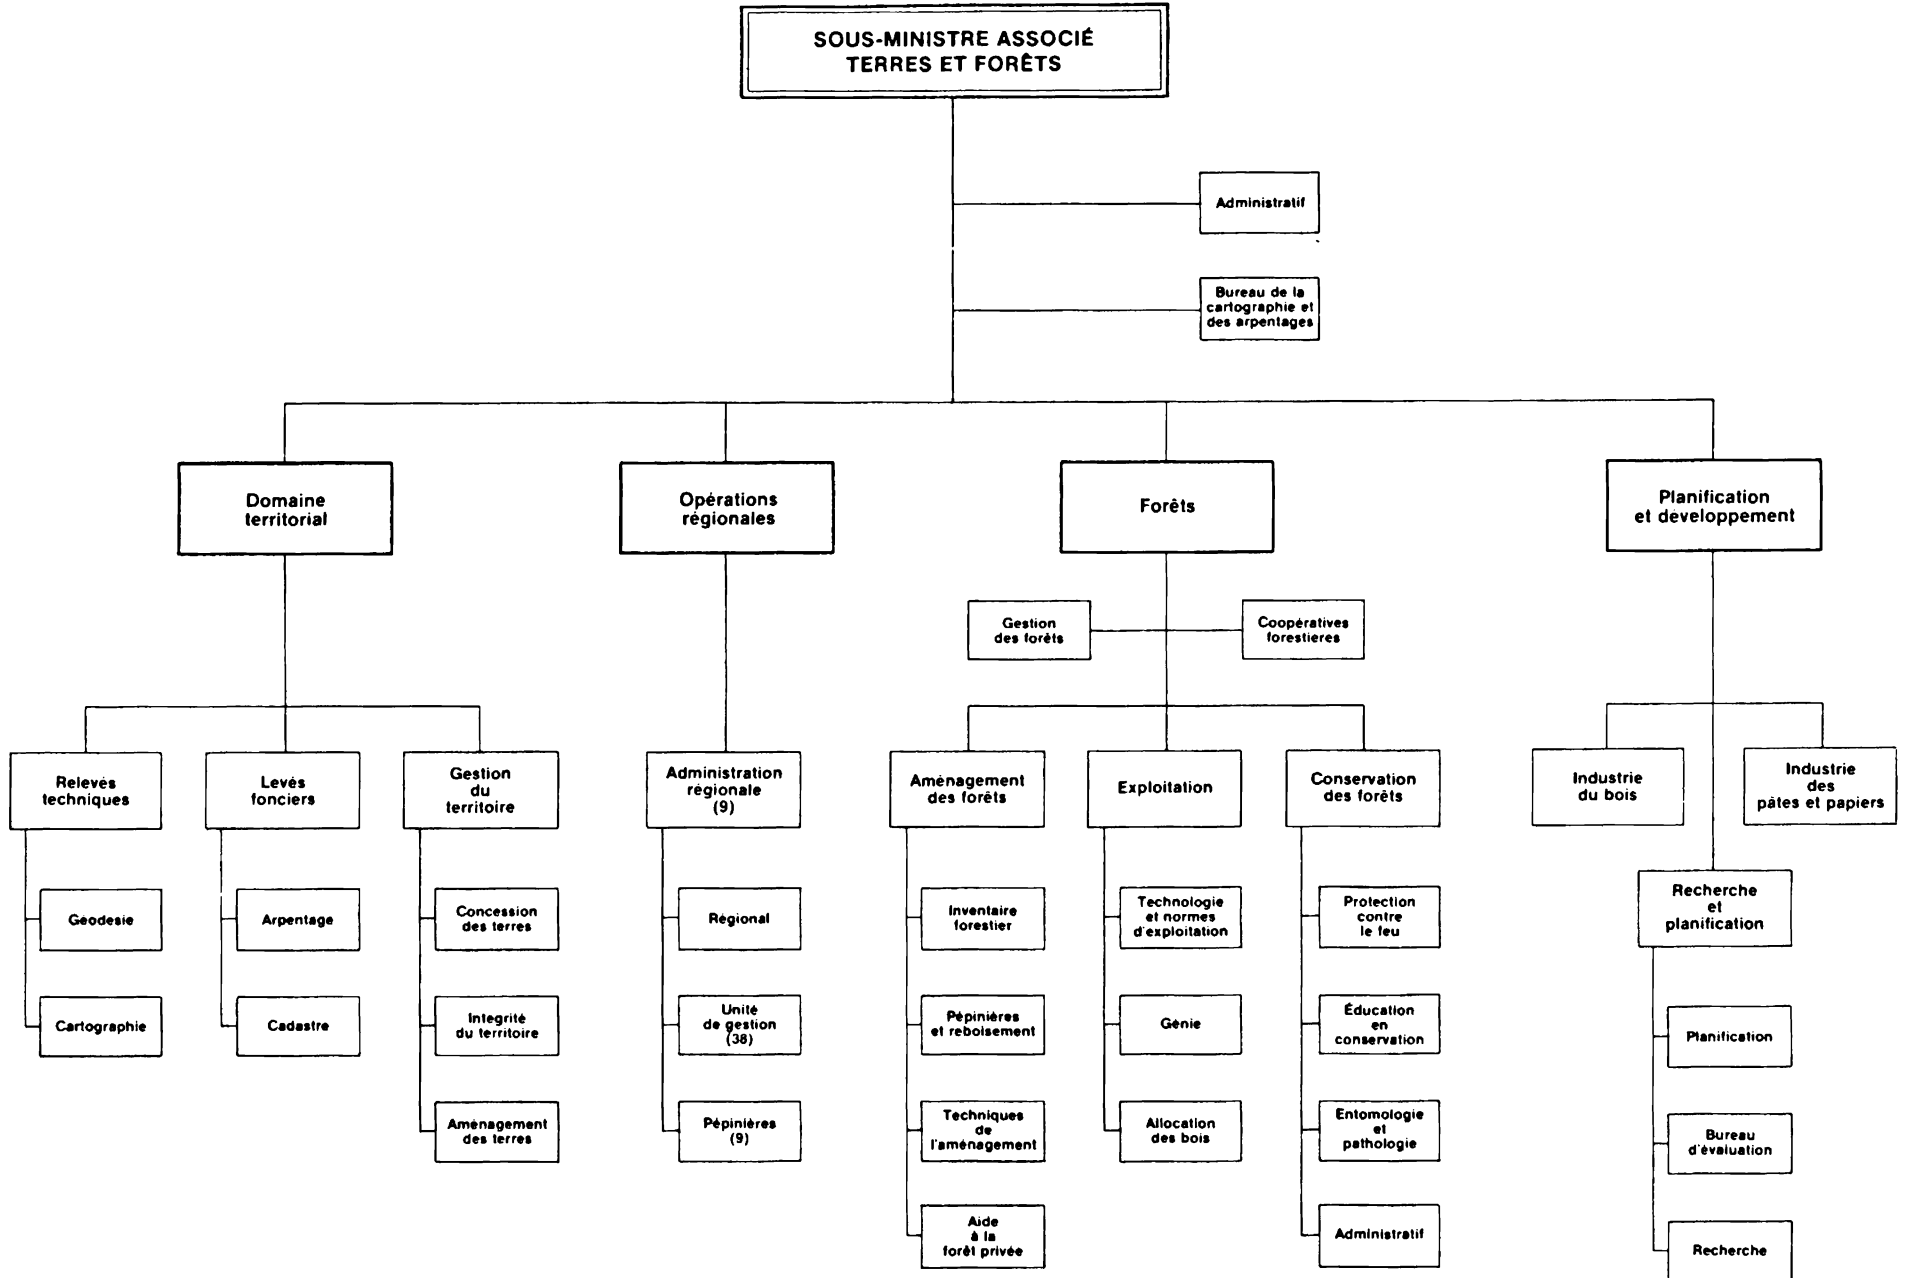 SOUS-MINISTRE ASSOCIÉ
TERRES ET FORÊTS
Administratif
Bureau de la
cartographie et
des arpentages
Domaine
territorial
Opérations
régionales
Forêts
Planification
et développement
Gestion
des forêts
Coopératives
forestieres
Relevés
techniques
Levés
fonciers
Gestion
du
territoire
Administration
régionale
(9)
Aménagement
des forêts
Exploitation
Conservation
des forêts
Industrie
du bois
Industrie
des
pâtes et papiers
Géodésie
Cartographie
Arpentage
Cadastre
Concession
des terres
Intégrité
du territoire
Aménagement
des terres
Régional
Unité
de gestion
(38)
Pépinières
(9)
Inventaire
forestier
Pépinières
et reboisement
Techniques
de
l'aménagement
Aide
à la
forêt privée
Technologie
et normes
d'exploitation
Génie
Allocation
des bois
Protection
contre
le feu
Éducation
en
conservation
Entomologie
et
pathologie
Administratif
Recherche
et
planification
Planification
Bureau
d'évaluation
Recherche